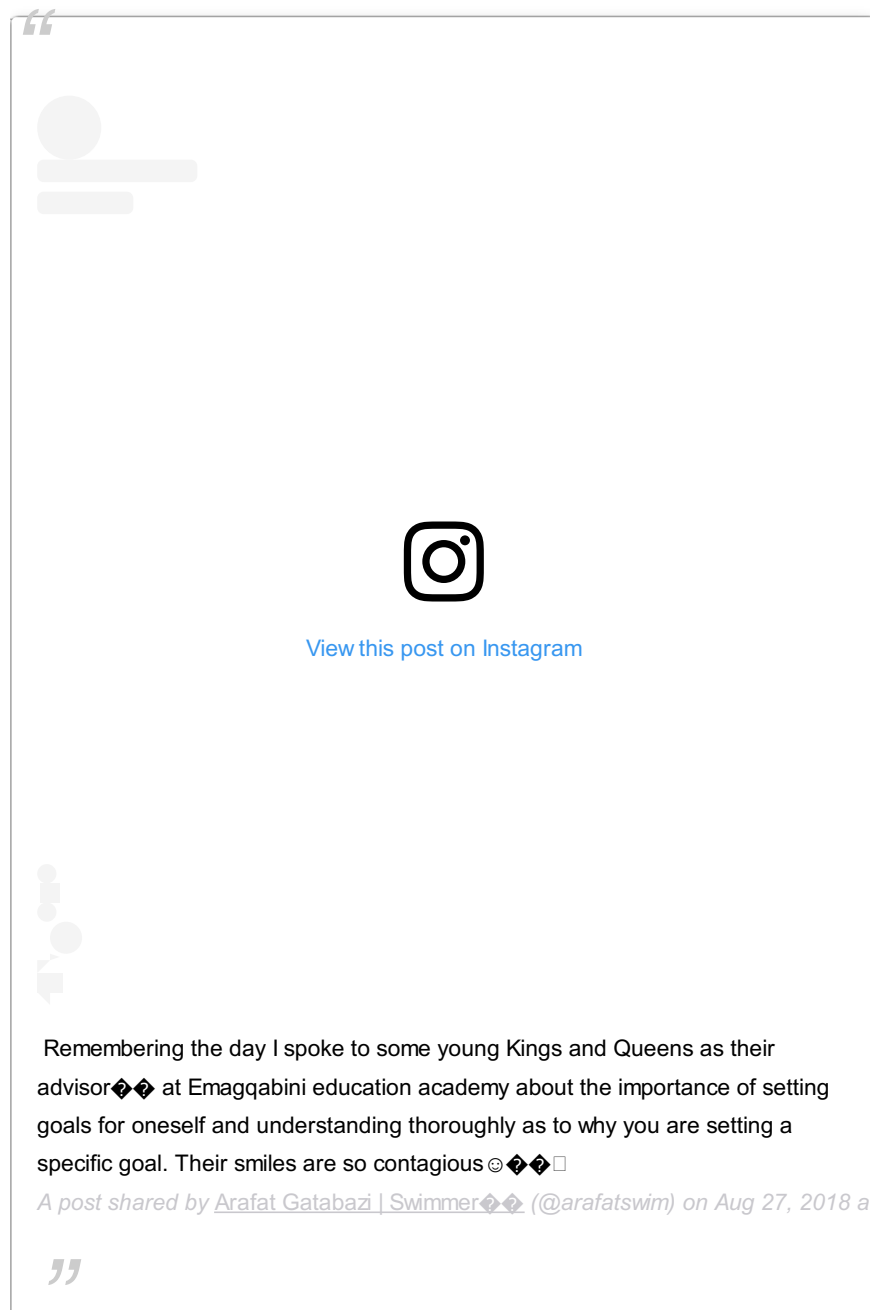 “
View this post on Instagram
Remembering the day I spoke to some young Kings and Queens as their
advisor�� at Emagqabini education academy about the importance of setting
goals for oneself and understanding thoroughly as to why you are setting a
specific goal. Their smiles are so contagious☺��□
A post shared by Arafat Gatabazi | Swimmer�� (@arafatswim) on Aug 27, 2018 a
”